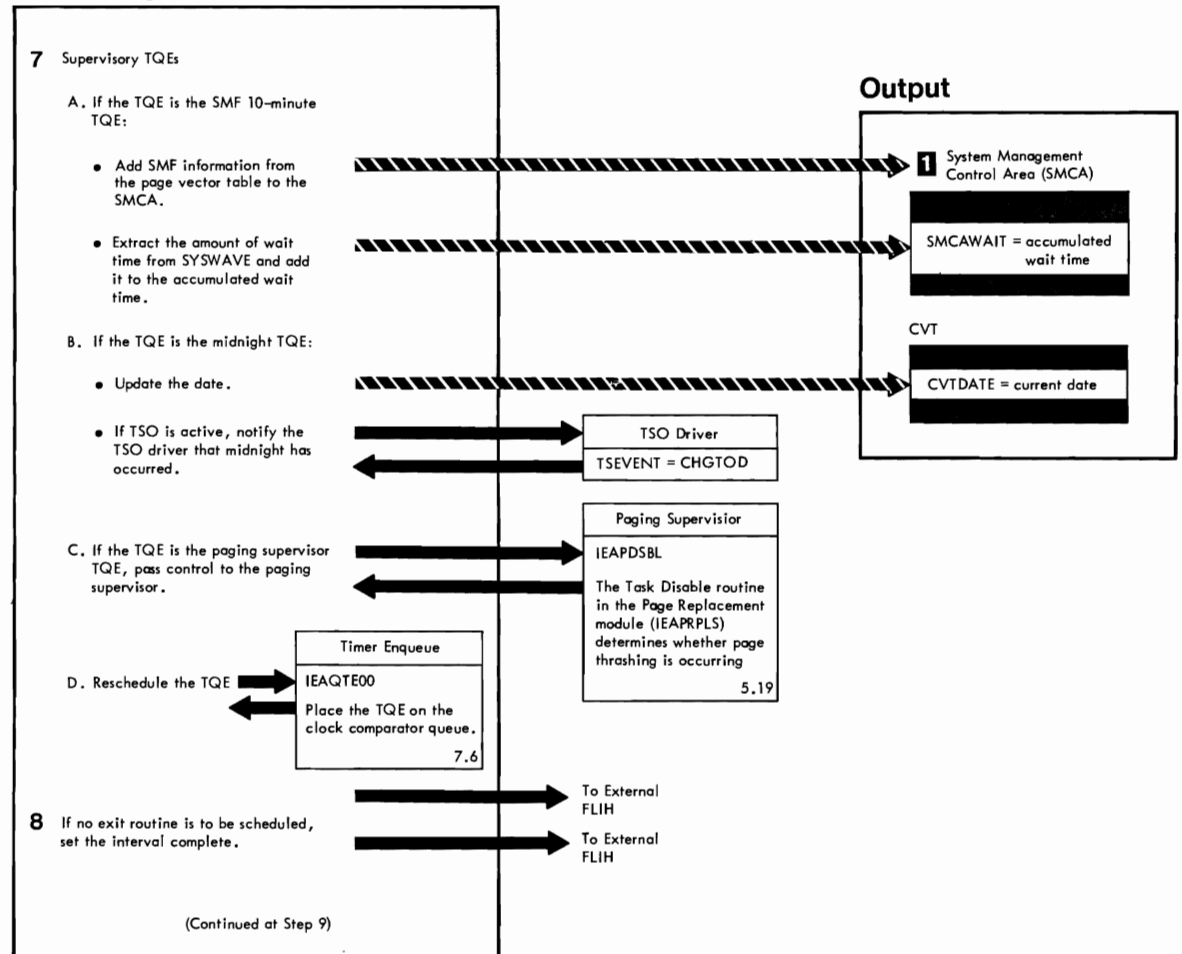 7 Supervisory TQEs
A. If the TQE is the SMF 10-minute
TQE:
• Add SMF information from
the page vector table to the
SMCA.
• Extract the amount of wait
time from SYSWAVE and add
it to the accumulated wait
time.
B. If the TQE is the midnight TQE:
• Update the date.
• If TSO is active, notify the
TSO driver that midnight has
occurred.
C. If the TQE is the paging supervisor
TQE, pass control to the paging
supervisor.
D. Reschedule the TQE
Timer Enqueue
IEAQTE00
Place the TQE on the
clock comparator queue.
7.6
8 If no exit routine is to be scheduled,
set the interval complete.
(Continued at Step 9)
TSO Driver
TSEVENT = CHGTOD
Paging Supervisior
IEAPDSBL
The Task Disable routine
in the Page Replacement
module (IEAPRPLS)
determines whether page
thrashing is occurring
5.19
To External
FLIH
To External
FLIH
Output
1 System Management
Control Area (SMCA)
SMCAWAIT = accumulated
wait time
CVT
CVTDATE = current date